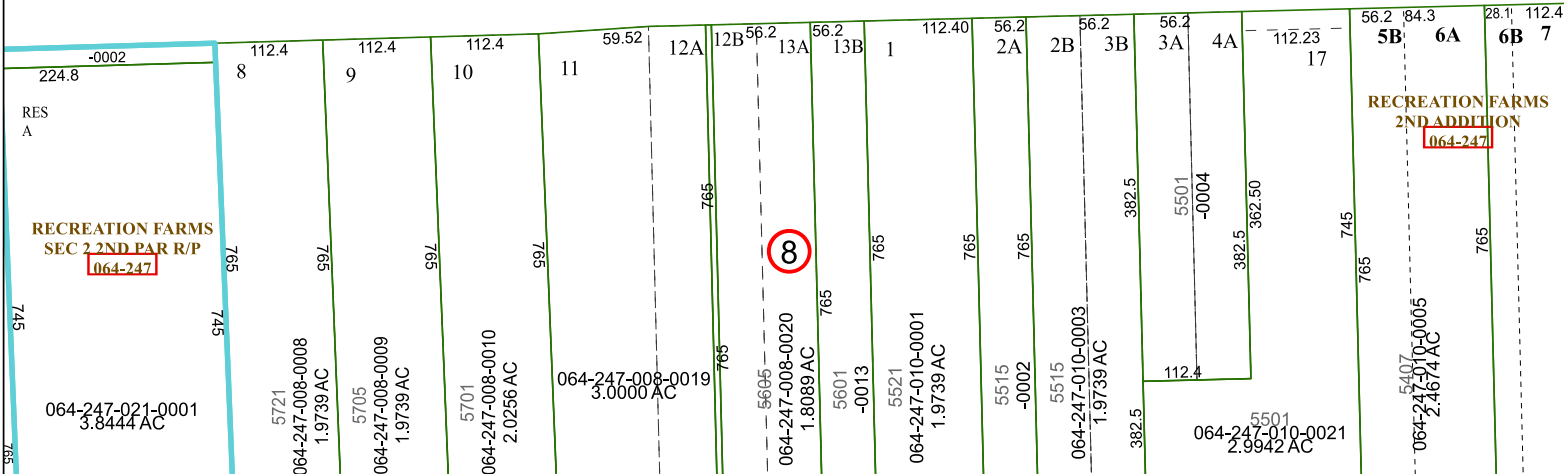 -0002
224.8
RES
A
RECREATION FARMS
SEC 2 2ND PAR R/P
064-247
745
745
765
765
064-247-021-0001
3.8444 AC
112.4
8
765
5721
064-247-008-0008
1.9739 AC
112.4
9
765
5705
064-247-008-0009
1.9739 AC
112.4
10
765
5701
064-247-008-0010
2.0256 AC
59.52
11
064-247-008-0019
3.0000 AC
12A
765
765
12B
56.2
13A
8
5605
064-247-008-0020
1.8089 AC
765
56.2
13B
765
5601
-0013
1
112.40
765
5521
064-247-010-0001
1.9739 AC
56.2
2A
765
5515
-0002
2B
56.2
3B
5515
064-247-010-0003
1.9739 AC
382.5
382.5
56.2
3A
4A
5501
-0004
382.5
362.50
112.4
112.23
17
745
765
5501
064-247-010-0021
2.9942 AC
56.2
5B
84.3
6A
RECREATION FARMS
2ND ADDITION
064-247
5407
064-247-010-0005
2.4674 AC
765
28.1
6B
112.4
7